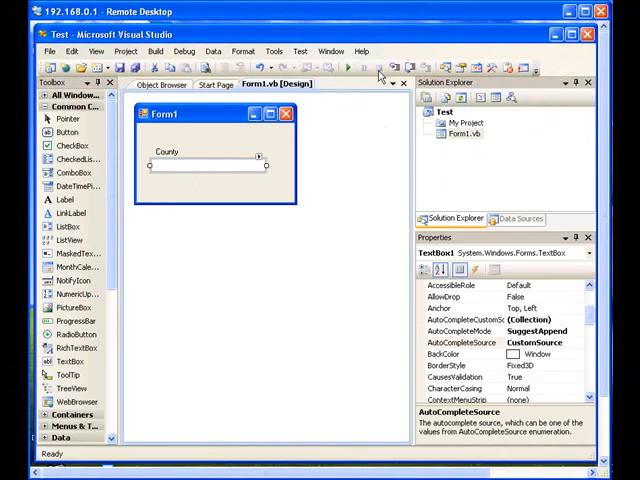 192.168.0.1 - Remote Desktop
Test - Microsoft Visual Studio
File Edit View Project Build Debug Data Format Tools Test Window Help
Toolbox
All Window...
Common C...
Pointer
Button
CheckBox
CheckedLis...
ComboBox
DateTimePi...
Label
LinkLabel
ListBox
ListView
MaskedTex...
MonthCale...
NotifyIcon
NumericUp...
PictureBox
ProgressBar
RadioButton
RichTextBox
TextBox
ToolTip
TreeView
WebBrowser
Containers
Menus & T...
Data
Object Browser Start Page Form1.vb [Design]
Form1
County
Solution Explorer
Test
My Project
Form1.vb
Solution Explorer Data Sources
Properties
TextBox1 System.Windows.Forms.TextBox
AccessibleRole Default
AllowDrop False
Anchor Top, Left
AutoCompleteCustomSc (Collection)
AutoCompleteMode SuggestAppend
AutoCompleteSource CustomSource
BackColor Window
BorderStyle Fixed3D
CausesValidation True
CharacterCasing Normal
ContextMenuStrip (none)
AutoCompleteSource
The autocomplete source, which can be one of the
values from AutoCompleteSource enumeration.
Ready